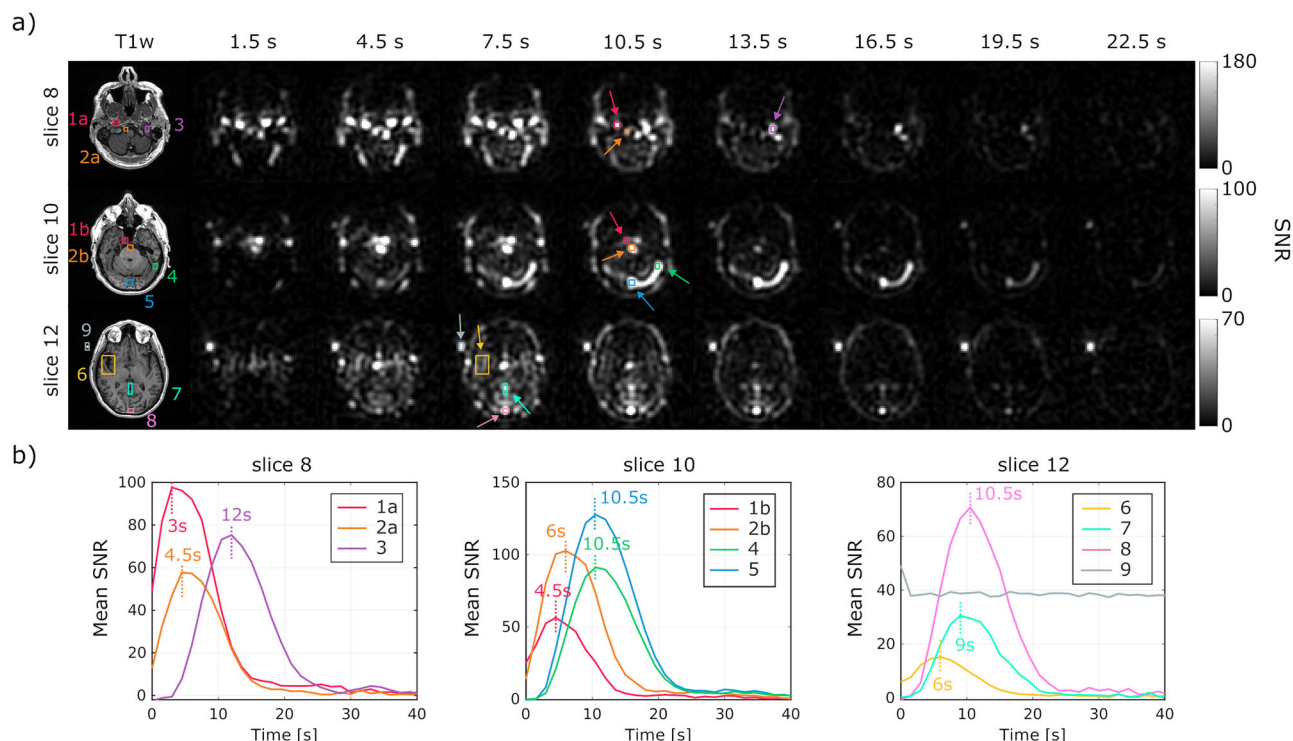 a)
T1w 1.5 s 4.5 s 7.5 s 10.5 s 13.5 s 16.5 s 19.5 s 22.5 s
slice 8
1a
2a
3
180
0
slice 10
1b
2b
4
5
100
0
SNR
slice 12
9
6
7
8
70
0
b)
slice 8
Mean SNR
100
80
60
40
20
0
0 10 20 30 40
Time [s]
3s
4.5s
12s
1a
2a
3
slice 10
Mean SNR
150
100
50
0
0 10 20 30 40
Time [s]
4.5s
6s
10.5s
10.5s
1b
2b
4
5
slice 12
Mean SNR
80
60
40
20
0
0 10 20 30 40
Time [s]
10.5s
9s
6s
6
7
8
9